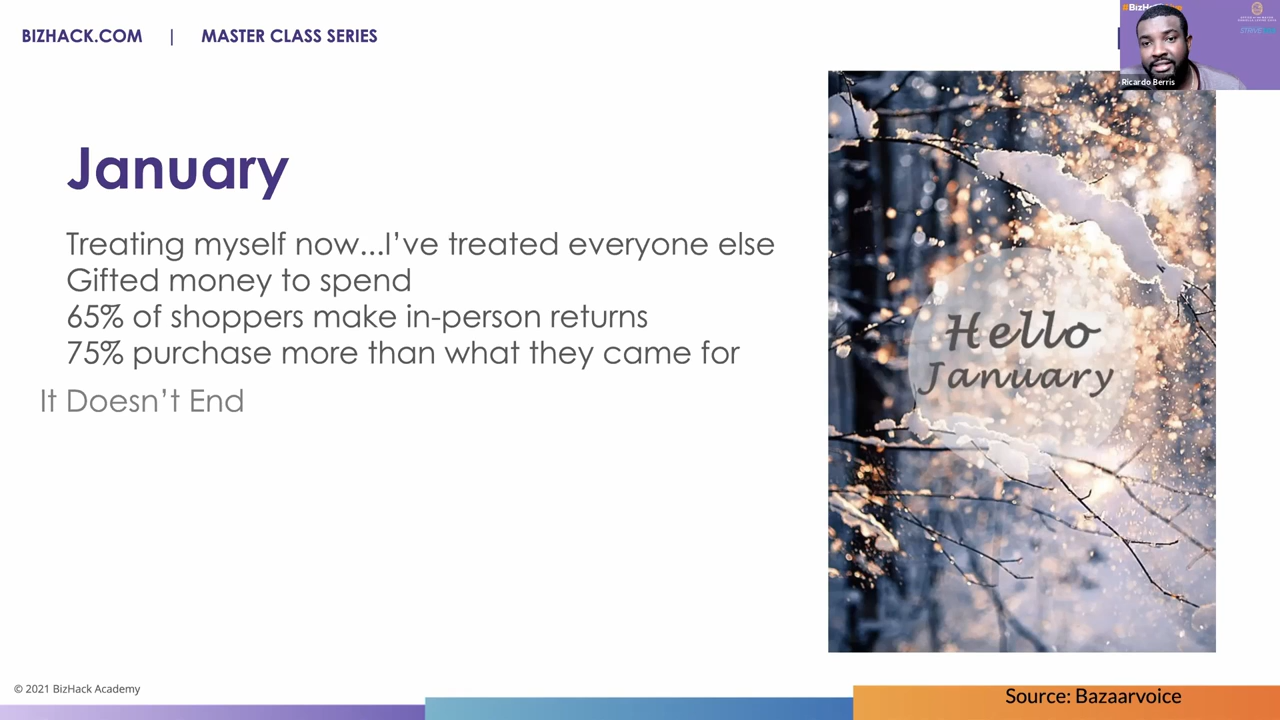 BIZHACK.COM | MASTER CLASS SERIES
Ricardo Berris
January
Treating myself now...I've treated everyone else
Gifted money to spend
65% of shoppers make in-person returns
75% purchase more than what they came for
It Doesn't End
Hello
January
© 2021 BizHack Academy
Source: Bazaarvoice